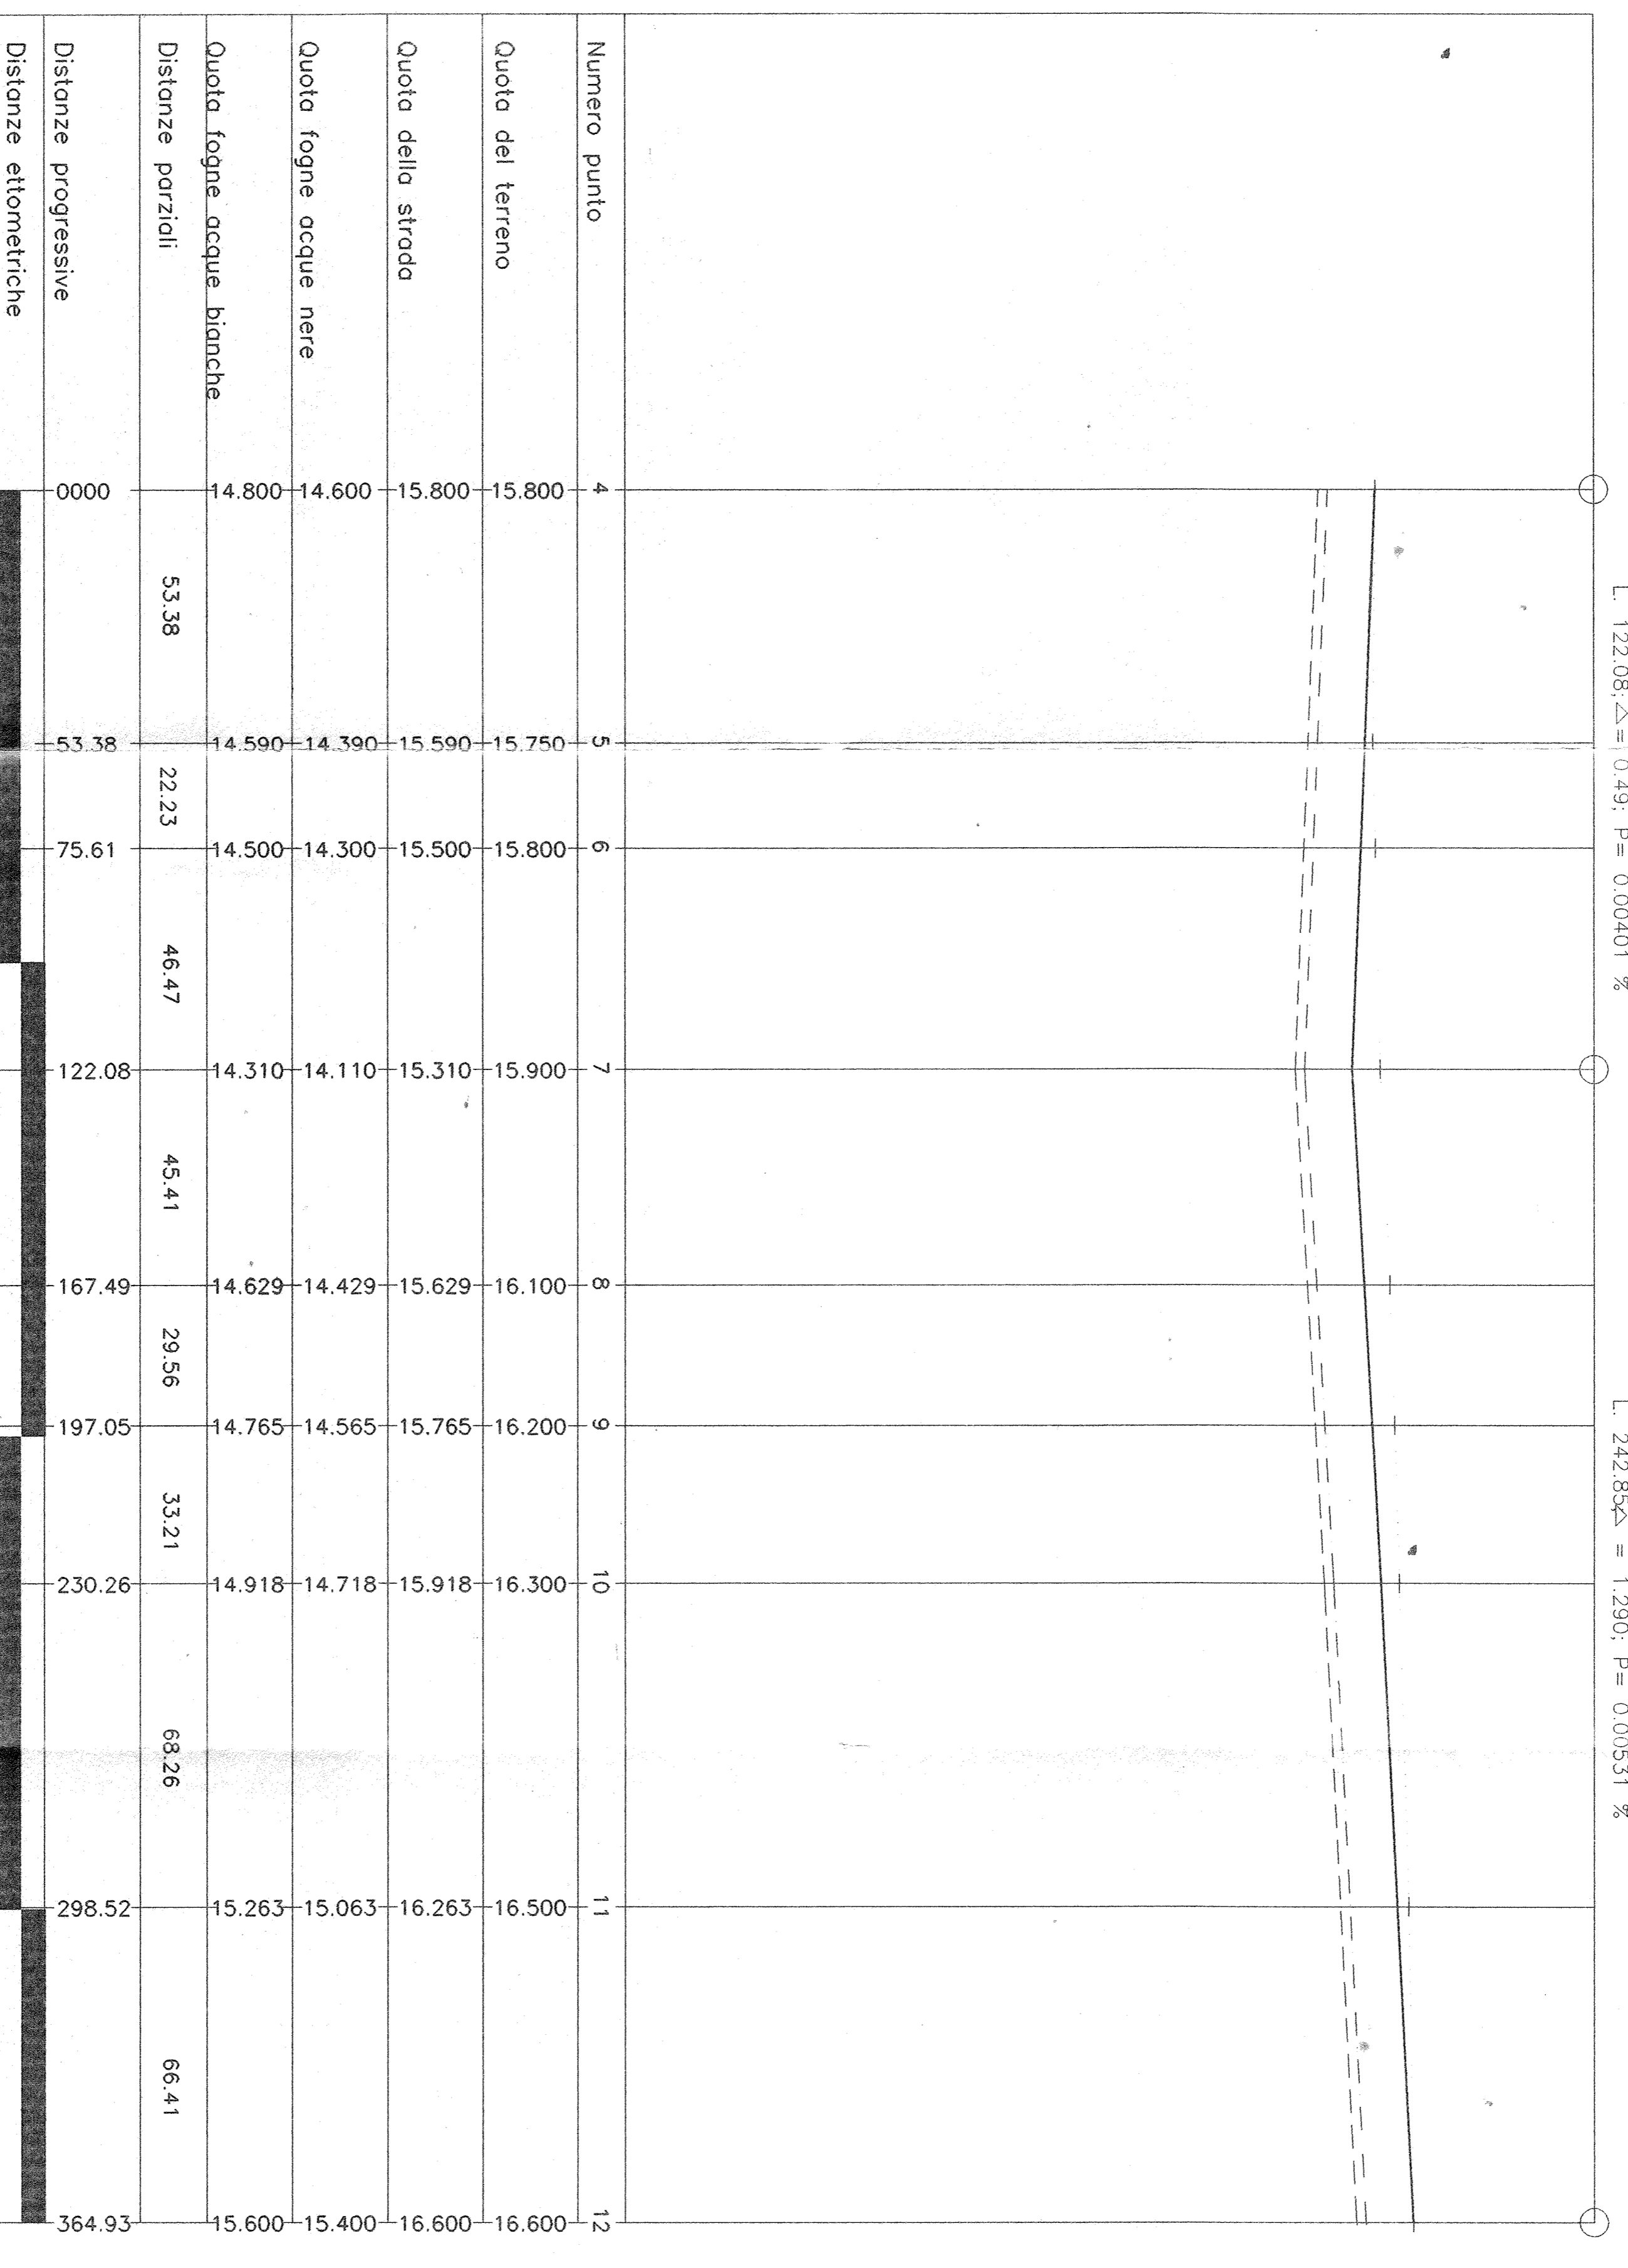 L. 122.08; △= 0.49; P= 0.00401 %
L. 242.85; △ = 1.290; P= 0.00531 %
Numero punto 4 5 6 7 8 9 10 11 12
Quota del terreno 15.800 15.750 15.800 15.900 16.100 16.200 16.300 16.500 16.600
Quota della strada 15.800 15.590 15.500 15.310 15.629 15.765 15.918 16.263 16.600
Quota fogne acque nere 14.600 14.390 14.300 14.110 14.429 14.565 14.718 15.063 15.400
Quota fogne acque bianche 14.800 14.590 14.500 14.310 14.629 14.765 14.918 15.263 15.600
Distanze parziali 53.38 22.23 46.47 45.41 29.56 33.21 68.26 66.41
Distanze progressive 0000 53.38 75.61 122.08 167.49 197.05 230.26 298.52 364.93
Distanze ettometriche